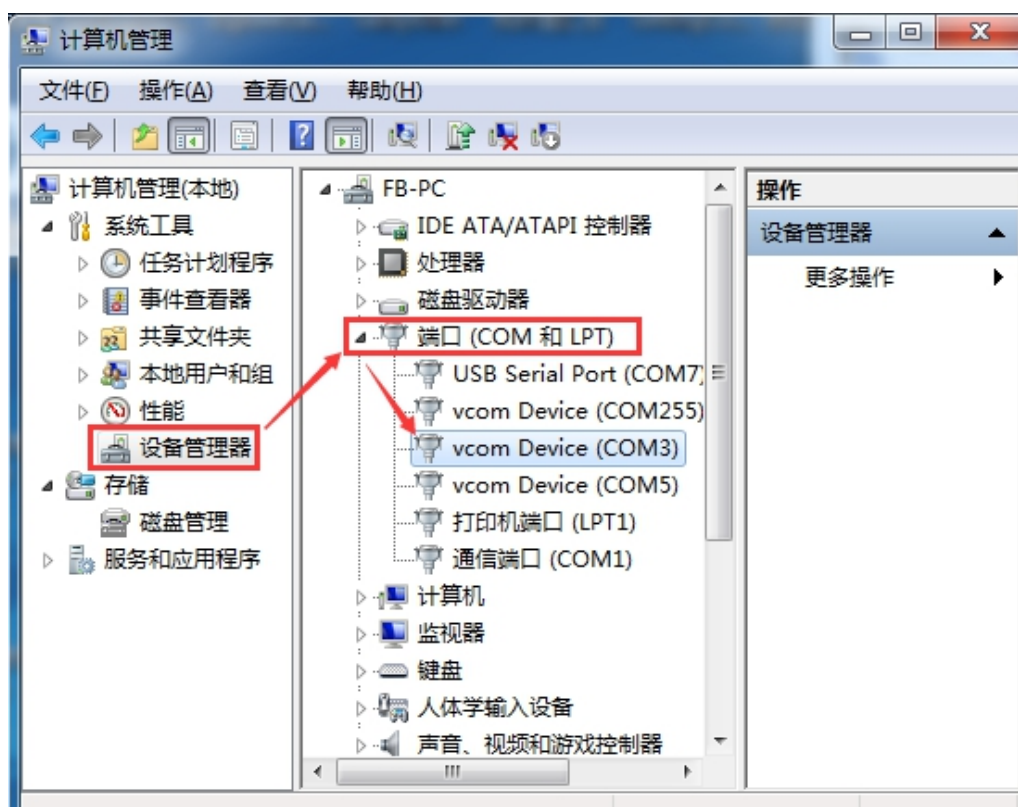 计算机管理
文件(F) 操作(A) 查看(V) 帮助(H)
计算机管理(本地)
系统工具
任务计划程序
事件查看器
共享文件夹
本地用户和组
性能
设备管理器
存储
磁盘管理
服务和应用程序
FB-PC
IDE ATA/ATAPI 控制器
处理器
磁盘驱动器
端口 (COM 和 LPT)
USB Serial Port (COM7)
vcom Device (COM255)
vcom Device (COM3)
vcom Device (COM5)
打印机端口 (LPT1)
通信端口 (COM1)
计算机
监视器
键盘
人体学输入设备
声音、视频和游戏控制器
操作
设备管理器
更多操作